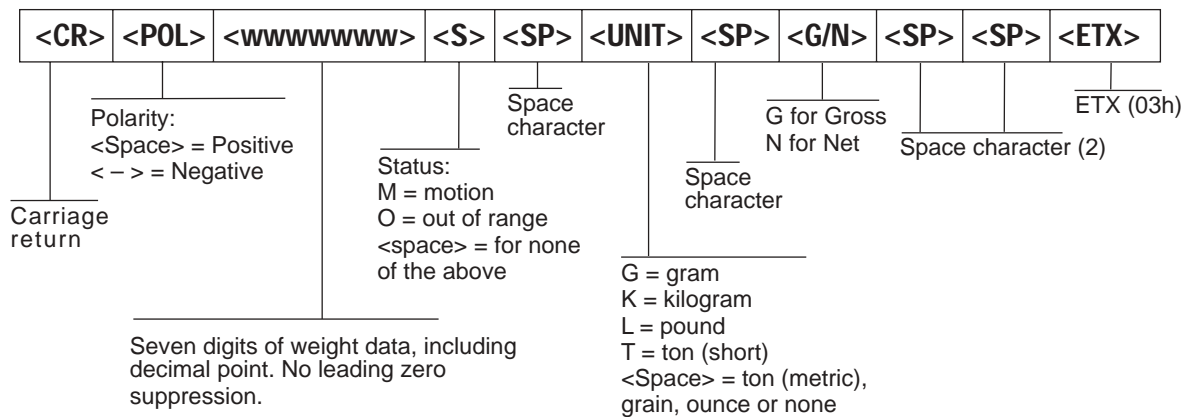 <CR> <POL> <wwwwwww> <S> <SP> <UNIT> <SP> <G/N> <SP> <SP> <ETX>
Carriage
return
Polarity:
<Space> = Positive
< – > = Negative
Seven digits of weight data, including
decimal point. No leading zero
suppression.
Status:
M = motion
O = out of range
<space> = for none
of the above
Space
character
G = gram
K = kilogram
L = pound
T = ton (short)
<Space> = ton (metric),
grain, ounce or none
Space
character
G for Gross
N for Net
Space character (2)
ETX (03h)